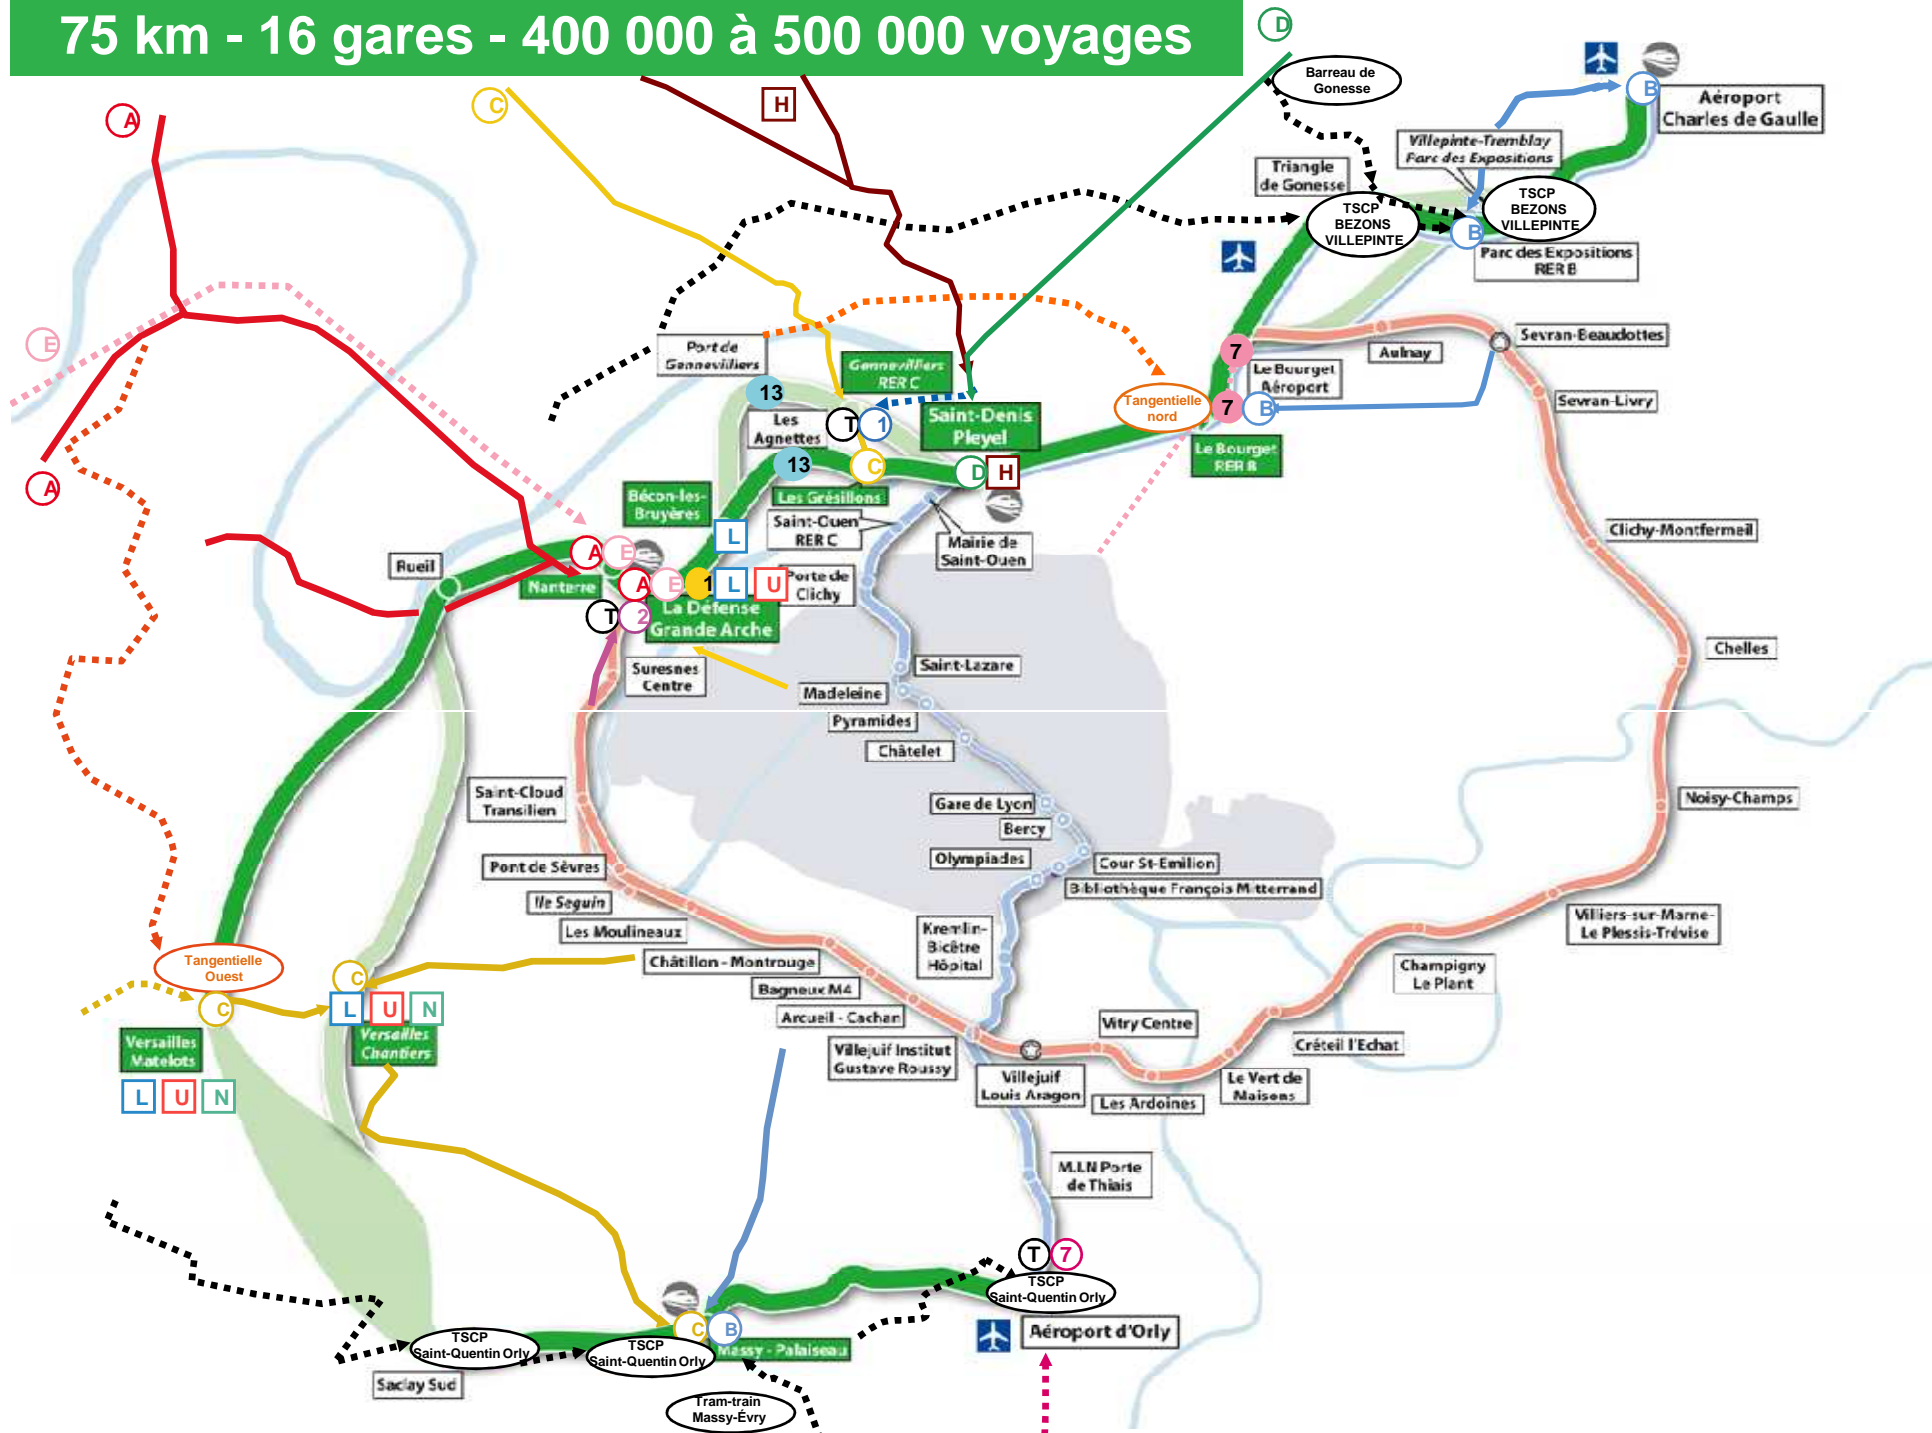 75 km - 16 gares - 400 000 à 500 000 voyages
D
Barreau de
Gonesse
A
C
H
B
Aéroport
Charles de Gaulle
Villepinte-Tremblay
Parc des Expositions
Triangle
de Gonesse
TSCP
BEZONS
VILLEPINTE
TSCP
BEZONS
VILLEPINTE
B
Parc des Expositions
RER B
E
Port de
Gennevilliers
Gennevilliers
RER C
7
Le Bourget
Aéroport
Aulnay
Sevran-Beaudottes
Sevran-Livry
13
Les
Agnettes
T
1
Saint-Denis
Pleyel
Tangentielle
nord
7
B
Le Bourget
RER B
A
13
C
D
H
Les Grésillons
Bécon-les-
Bruyères
L
Saint-Ouen
RER C
Mairie de
Saint-Ouen
Clichy-Montfermeil
Rueil
A
E
Nanterre
A
E
1
L
U
Porte de
Clichy
T
2
La Défense
Grande Arche
Suresnes
Centre
Saint-Lazare
Chelles
Madeleine
Pyramides
Châtelet
Saint-Cloud
Transilien
Gare de Lyon
Bercy
Noisy-Champs
Olympiades
Cour St-Emilion
Bibliothèque François Mitterrand
Pont de Sèvres
Ile Seguin
Les Moulineaux
Kremlin-
Bicêtre
Hôpital
Villiers-sur-Marne-
Le Plessis-Trévise
Tangentielle
Ouest
C
Châtillon - Montrouge
Champigny
Le Plant
C
L
U
N
Bagneux M4
Arcueil - Cachan
Vitry Centre
Versailles
Matelots
Versailles
Chantiers
Villejuif Institut
Gustave Roussy
Créteil l'Echat
L
U
N
Villejuif
Louis Aragon
Les Ardoines
Le Vert de
Maisons
M.I.N Porte
de Thiais
T
7
TSCP
Saint-Quentin Orly
C
B
Massy - Palaiseau
Aéroport d'Orly
TSCP
Saint-Quentin Orly
TSCP
Saint-Quentin Orly
Saclay Sud
Tram-train
Massy-Évry